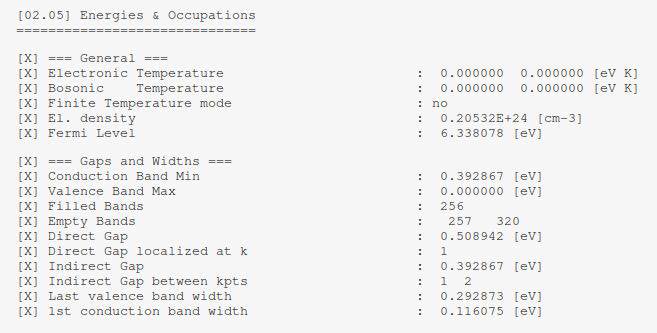 [02.05] Energies & Occupations
==============================
[X] === General ===
[X] Electronic Temperature : 0.000000 0.000000 [eV K]
[X] Bosonic Temperature : 0.000000 0.000000 [eV K]
[X] Finite Temperature mode : no
[X] El. density : 0.20532E+24 [cm-3]
[X] Fermi Level : 6.338078 [eV]
[X] === Gaps and Widths ===
[X] Conduction Band Min : 0.392867 [eV]
[X] Valence Band Max : 0.000000 [eV]
[X] Filled Bands : 256
[X] Empty Bands : 257 320
[X] Direct Gap : 0.508942 [eV]
[X] Direct Gap localized at k : 1
[X] Indirect Gap : 0.392867 [eV]
[X] Indirect Gap between kpts : 1 2
[X] Last valence band width : 0.292873 [eV]
[X] 1st conduction band width : 0.116075 [eV]